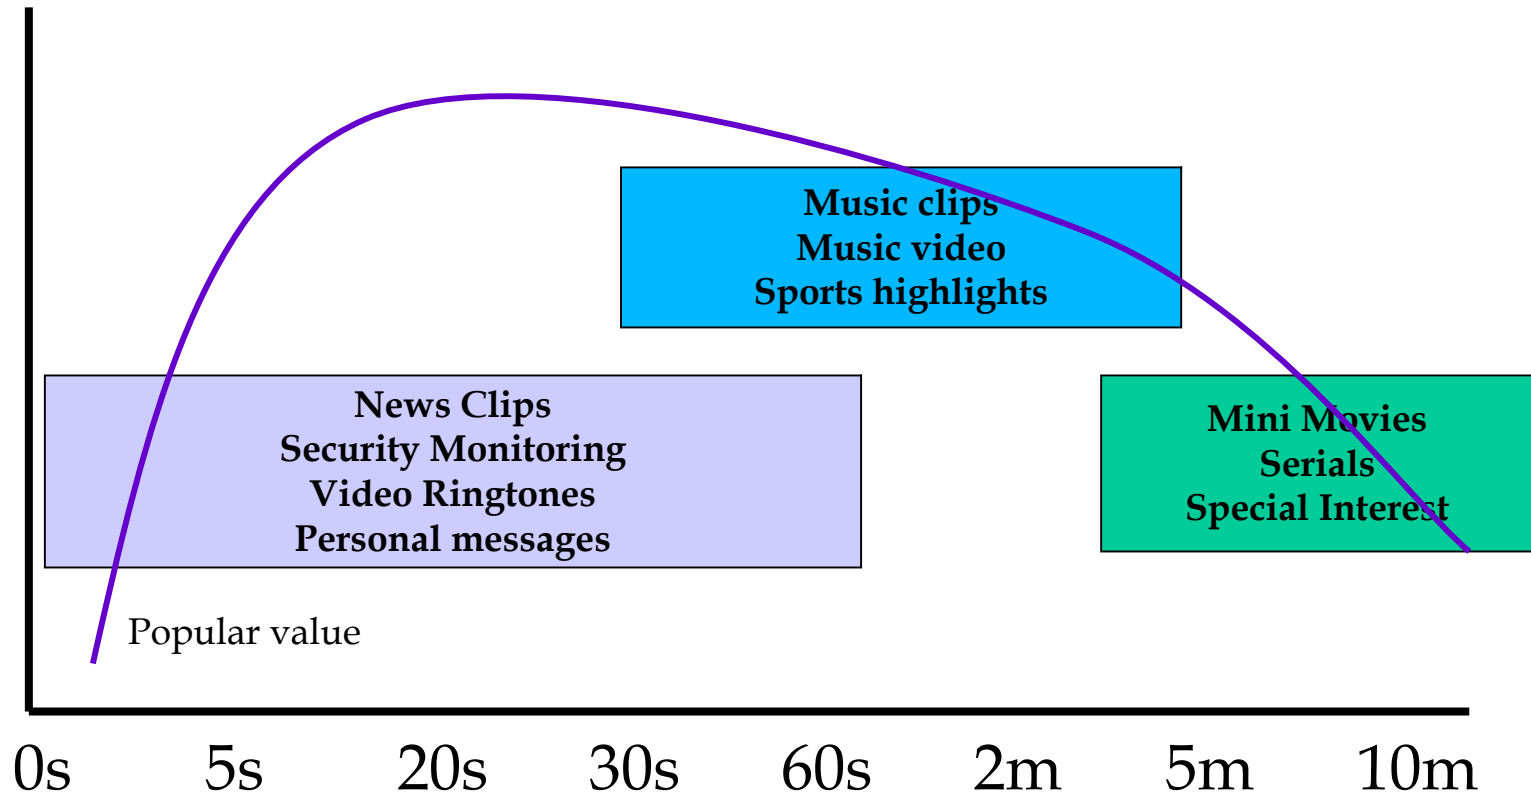 Music clips
Music video
Sports highlights
News Clips
Security Monitoring
Video Ringtones
Personal messages
Mini Movies
Serials
Special Interest
Popular value
0s 5s 20s 30s 60s 2m 5m 10m